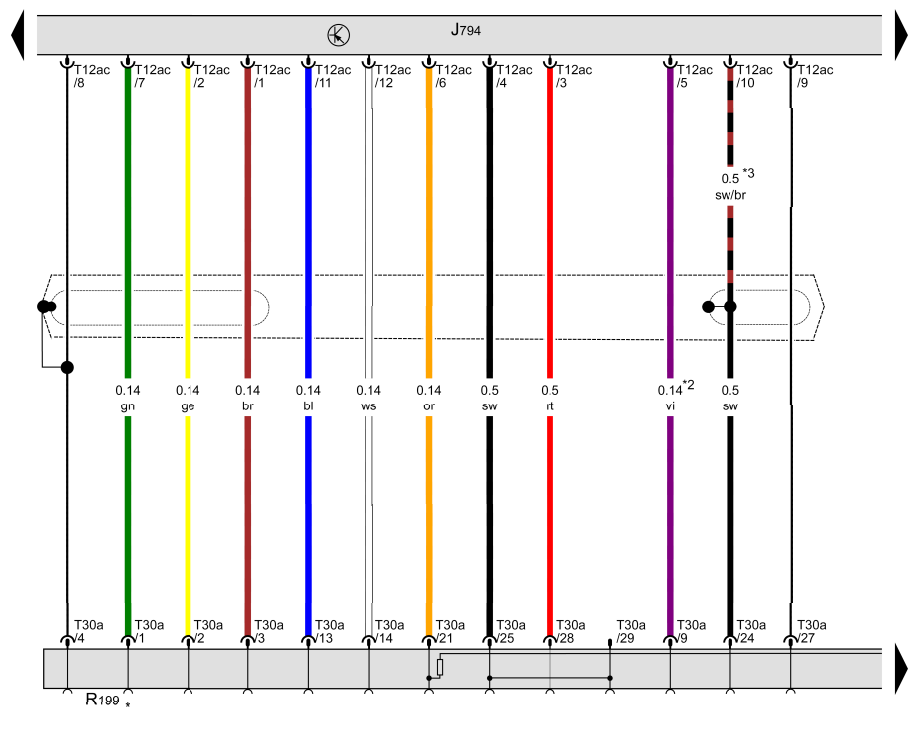 J794
T12ac T12ac T12ac T12ac T12ac T12ac T12ac T12ac T12ac T12ac T12ac T12ac
/8 /7 /2 /1 /11 /12 /6 /4 /3 /5 /10 /9
0.5 *3
sw/br
0.14 0.14 0.14 0.14 0.14 0.14 0.5 0.5 0.14*2 0.5
gn ge br bl ws or sw rt vi sw
T30a T30a T30a T30a T30a T30a T30a T30a T30a T30a T30a T30a T30a
/4 /1 /2 /3 /13 /14 /21 /25 /28 /29 /9 /24 /27
R199 *